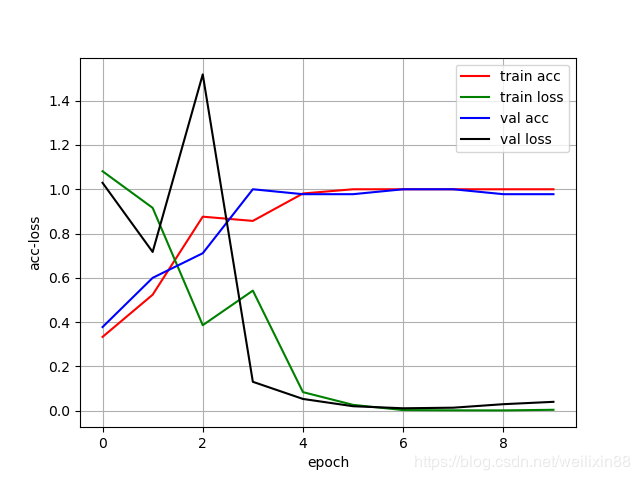 train acc
train loss
val acc
val loss
acc-loss
1.4
1.2
1.0
0.8
0.6
0.4
0.2
0.0
0 2 4 6 8
epoch
https://blog.csdn.net/weilixin88